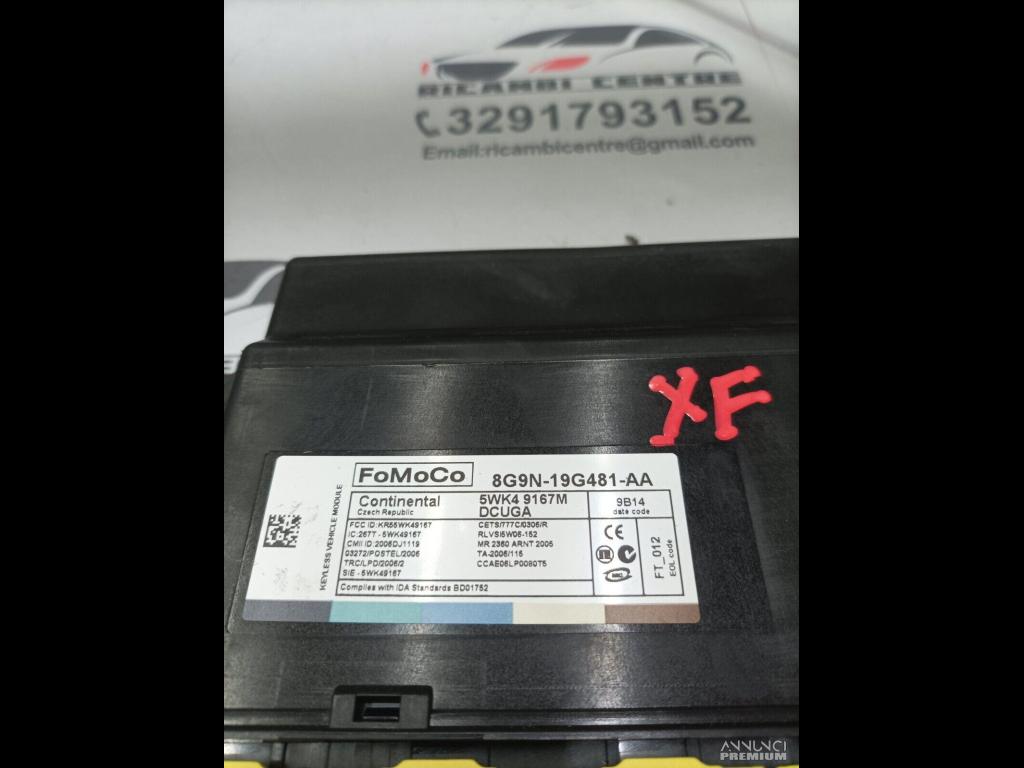 RICAMBI CENTRE
3291793152
Email:ricambicentre@gmail.com
XF
FoMoCo 8G9N-19G481-AA
Continental 5WK4 9167M 9B14
Czech Republic DCUGA date code
KEYLESS VEHICLE MODULE
FCC ID:KR55WK49167 CETS/777C/0306/R
IC:267T - 5WK49167 RLVSI5W06-152
CMII ID:2006DJ1119 MR 2360 ARNT 2005
03272/POSTEL/2006 TA-2006/115
TRC/LPD/2006/2 CCAE06LP0080T5
SIE - 5WK49167
Complies with IDA Standards BD01752
CE
FT_012
EOL code
ANNUNCI
PREMIUM